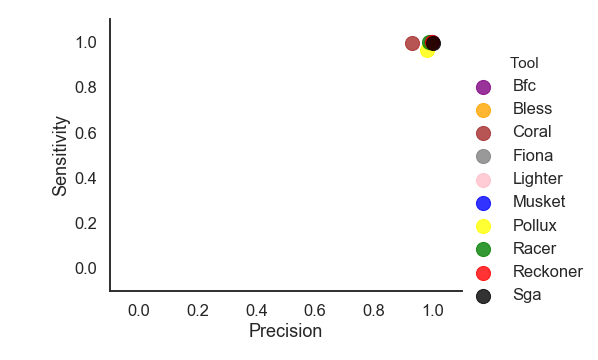 1.0
0.8
0.6
0.4
0.2
0.0
Sensitivity
0.0 0.2 0.4 0.6 0.8 1.0
Precision
Tool
Bfc
Bless
Coral
Fiona
Lighter
Musket
Pollux
Racer
Reckoner
Sga